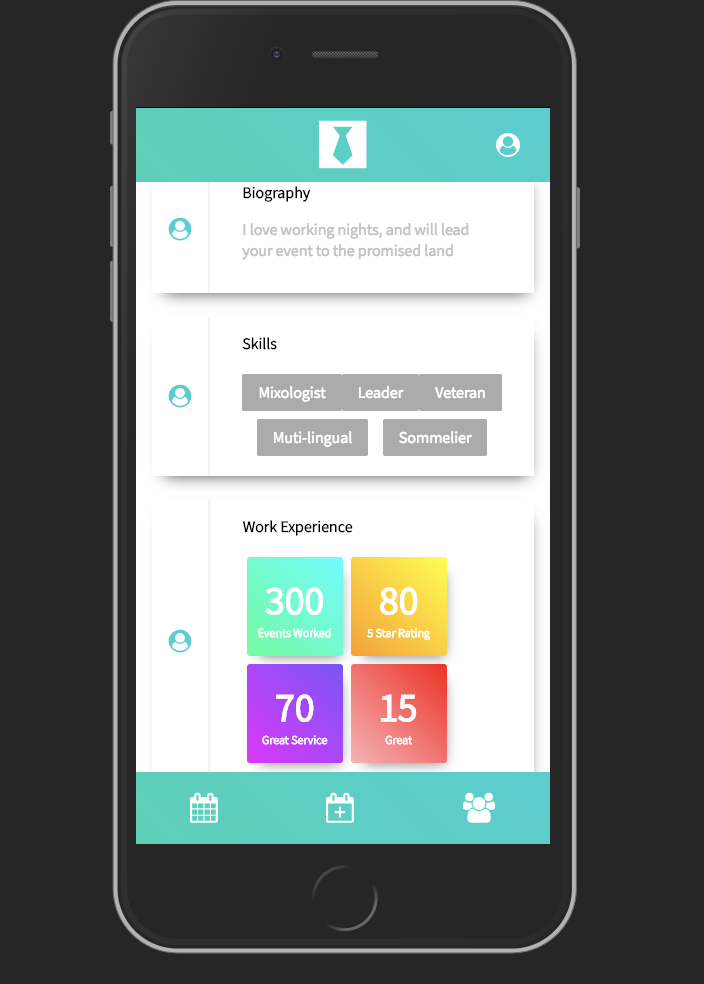 Biography
I love working nights, and will lead
your event to the promised land
Skills
Mixologist Leader Veteran
Muti-lingual Sommelier
Work Experience
300 80
Events Worked 5 Star Rating
70 15
Great Service Great